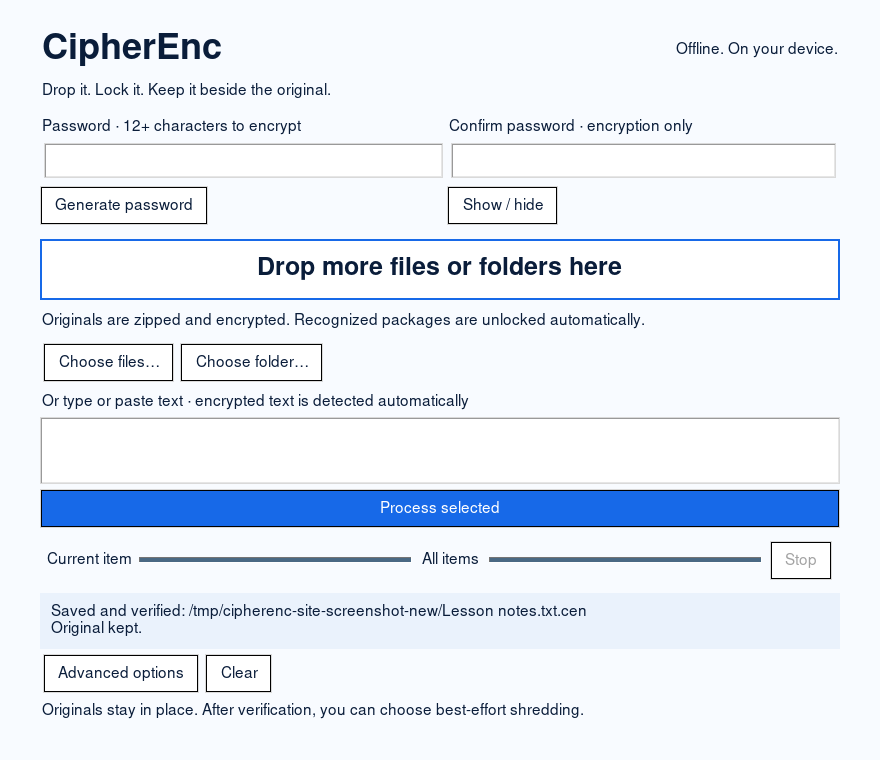 CipherEnc
Offline. On your device.
Drop it. Lock it. Keep it beside the original.
Password · 12+ characters to encrypt
Confirm password · encryption only
Generate password
Show / hide
Drop more files or folders here
Originals are zipped and encrypted. Recognized packages are unlocked automatically.
Choose files…
Choose folder…
Or type or paste text · encrypted text is detected automatically
Process selected
Current item
All items
Stop
Saved and verified: /tmp/cipherenc-site-screenshot-new/Lesson notes.txt.cen
Original kept.
Advanced options
Clear
Originals stay in place. After verification, you can choose best-effort shredding.